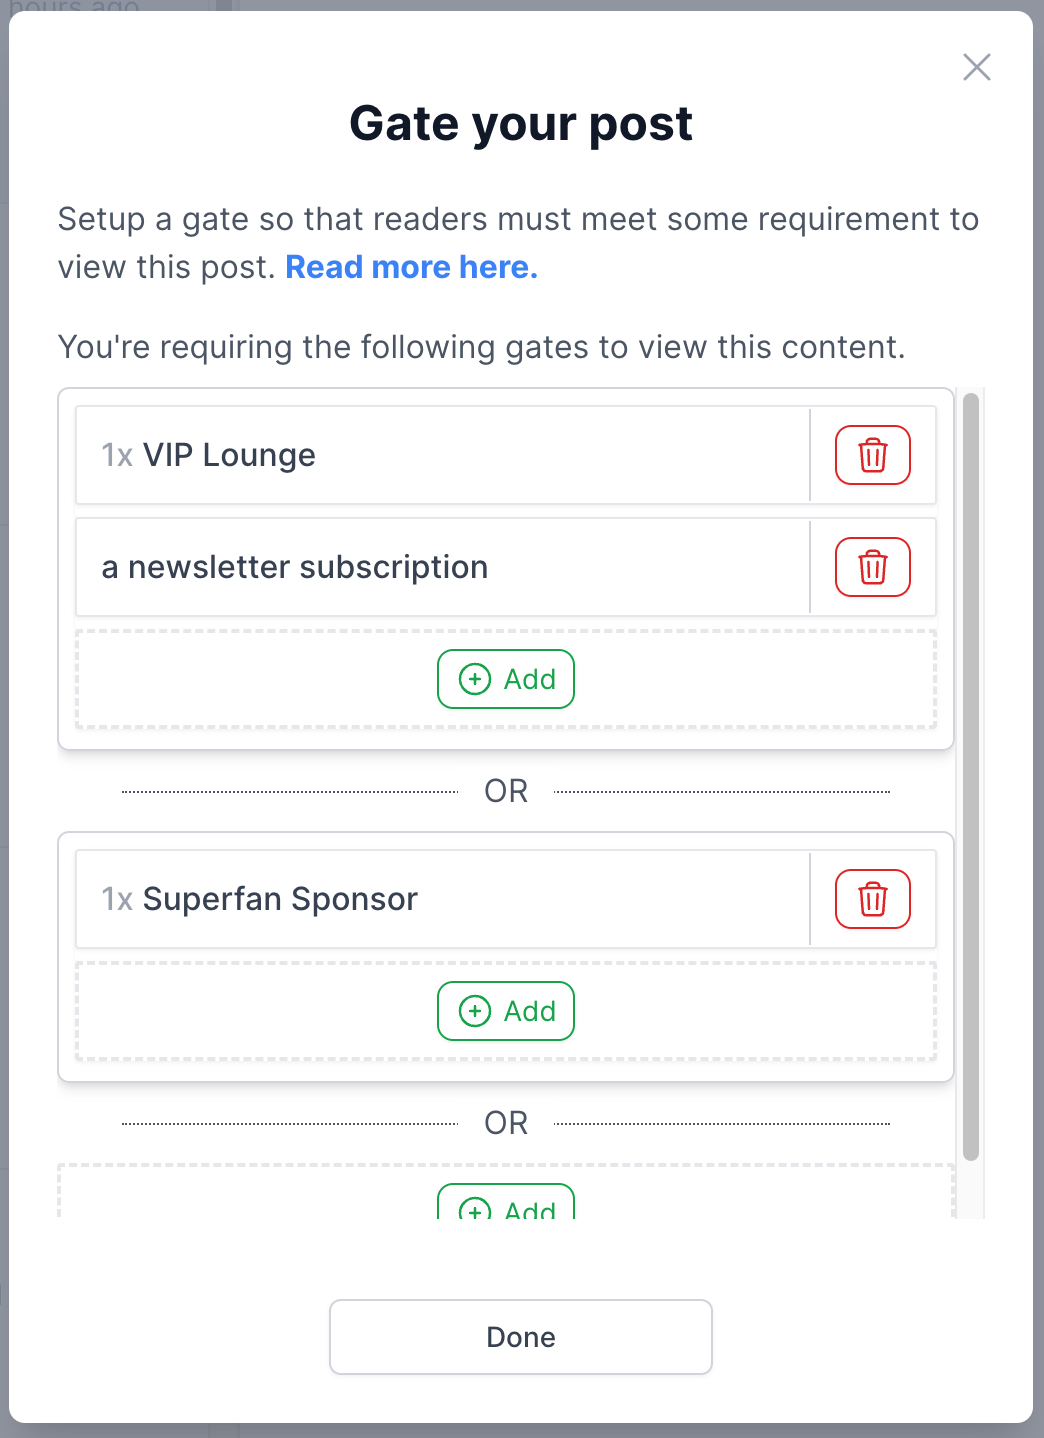 hours ago
Gate your post
Setup a gate so that readers must meet some requirement to
view this post. Read more here.
You're requiring the following gates to view this content.
1x VIP Lounge
a newsletter subscription
Add
OR
1x Superfan Sponsor
Add
OR
Add
Done